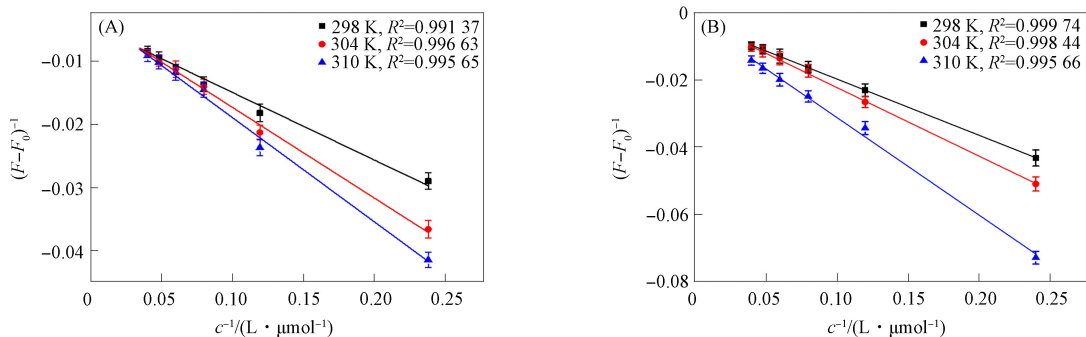 (A)
298 K, R²=0.991 37
304 K, R²=0.996 63
310 K, R²=0.995 65
−0.01
−0.02
−0.03
−0.04
(F−F₀)⁻¹
0 0.05 0.10 0.15 0.20 0.25
c⁻¹/(L · μmol⁻¹)
(B)
298 K, R²=0.999 74
304 K, R²=0.998 44
310 K, R²=0.995 66
0
−0.02
−0.04
−0.06
−0.08
(F−F₀)⁻¹
0 0.05 0.10 0.15 0.20 0.25
c⁻¹/(L · μmol⁻¹)